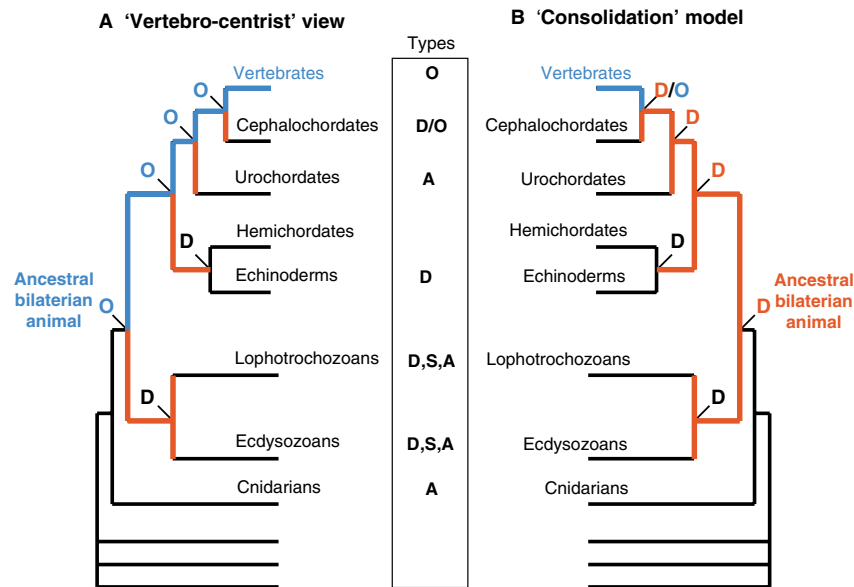 A 'Vertebro-centrist' view
Types
B 'Consolidation' model
Vertebrates
O
Vertebrates
O
D/O
Cephalochordates
D/O
Cephalochordates
O
D
Urochordates
A
Urochordates
O
D
Hemichordates
Hemichordates
D
D
Echinoderms
D
Echinoderms
Ancestral
bilaterian
animal
O
Ancestral
bilaterian
animal
D
Lophotrochozoans
D,S,A
Lophotrochozoans
D
D
Ecdysozoans
D,S,A
Ecdysozoans
Cnidarians
A
Cnidarians